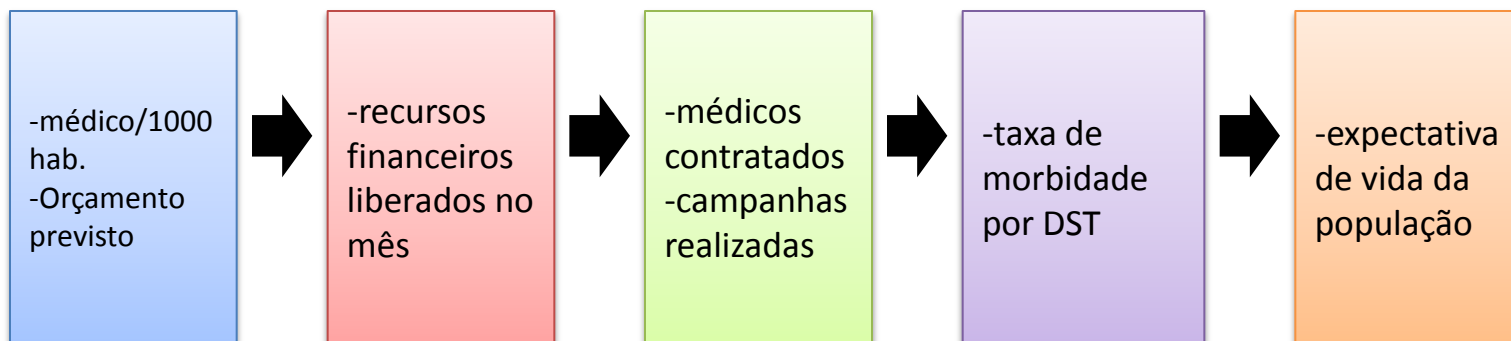 -médico/1000
hab.
-Orçamento
previsto
-recursos
financeiros
liberados no
mês
-médicos
contratados
-campanhas
realizadas
-taxa de
morbidade
por DST
-expectativa
de vida da
população